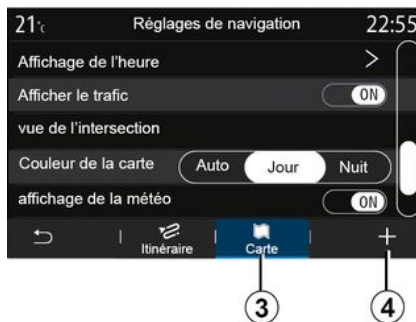 21°c Réglages de navigation 22:55
Affichage de l'heure >
Afficher le trafic ON
vue de l'intersection
Couleur de la carte Auto Jour Nuit
affichage de la météo ON
Itinéraire Carte +
3 4